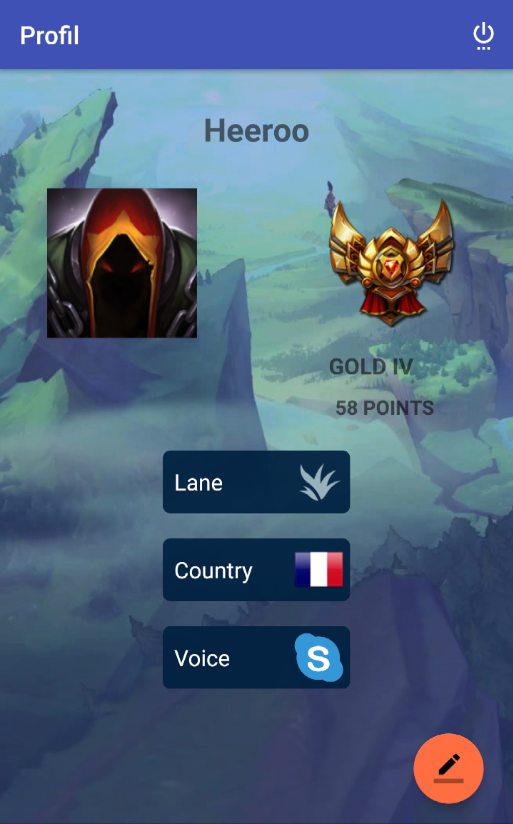 Profil
Heeroo
GOLD IV
58 POINTS
Lane
Country
Voice
S